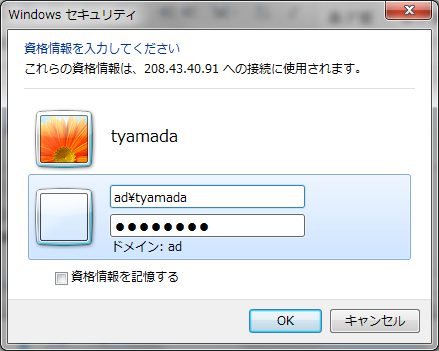 Windows セキュリティ
資格情報を入力してください
これらの資格情報は、208.43.40.91 への接続に使用されます。
tyamada
ad¥tyamada
●●●●●●●●
ドメイン: ad
資格情報を記憶する
OK
キャンセル